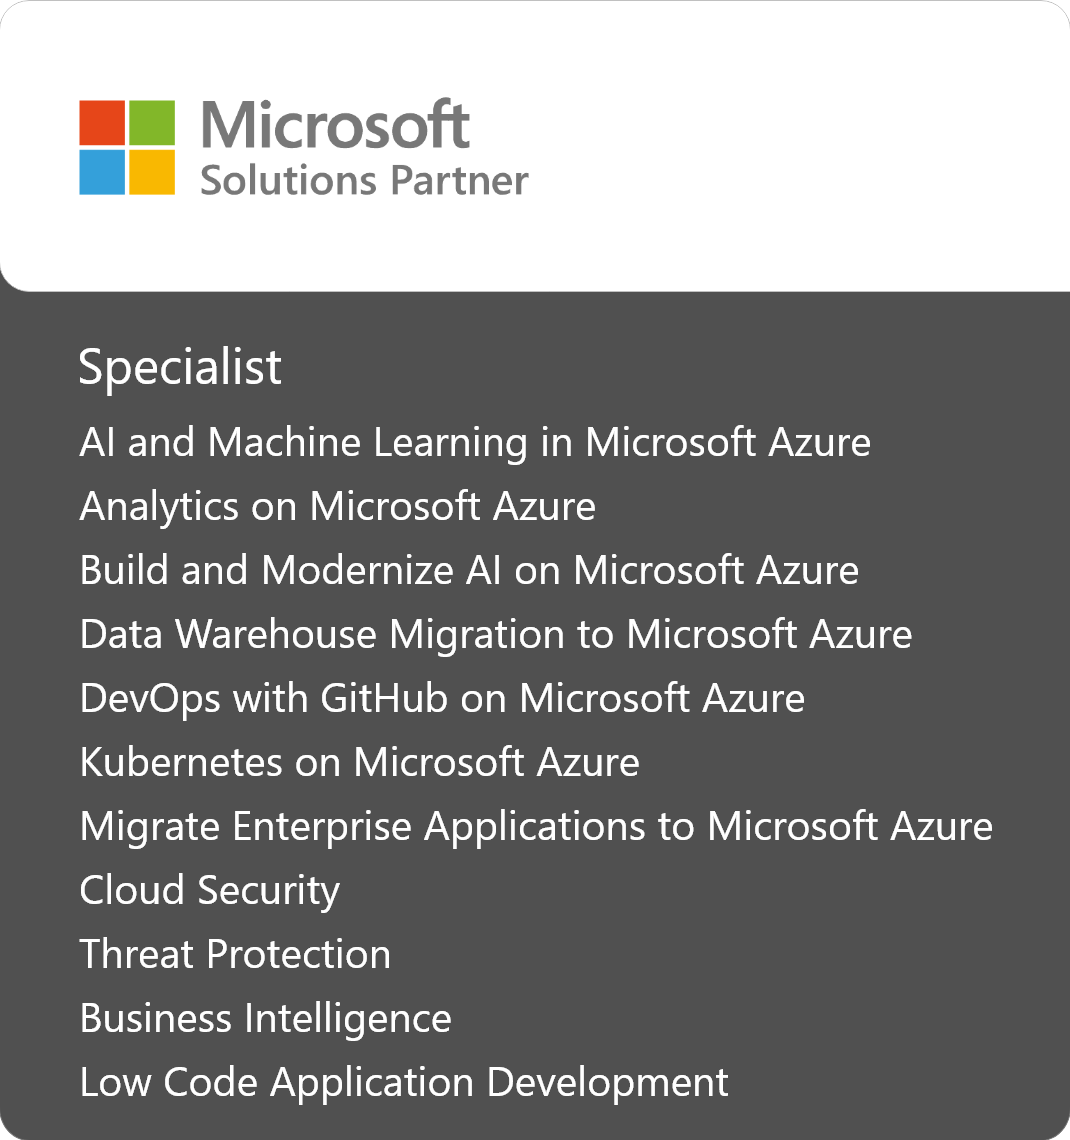 Microsoft
Solutions Partner
Specialist
AI and Machine Learning in Microsoft Azure
Analytics on Microsoft Azure
Build and Modernize AI on Microsoft Azure
Data Warehouse Migration to Microsoft Azure
DevOps with GitHub on Microsoft Azure
Kubernetes on Microsoft Azure
Migrate Enterprise Applications to Microsoft Azure
Cloud Security
Threat Protection
Business Intelligence
Low Code Application Development